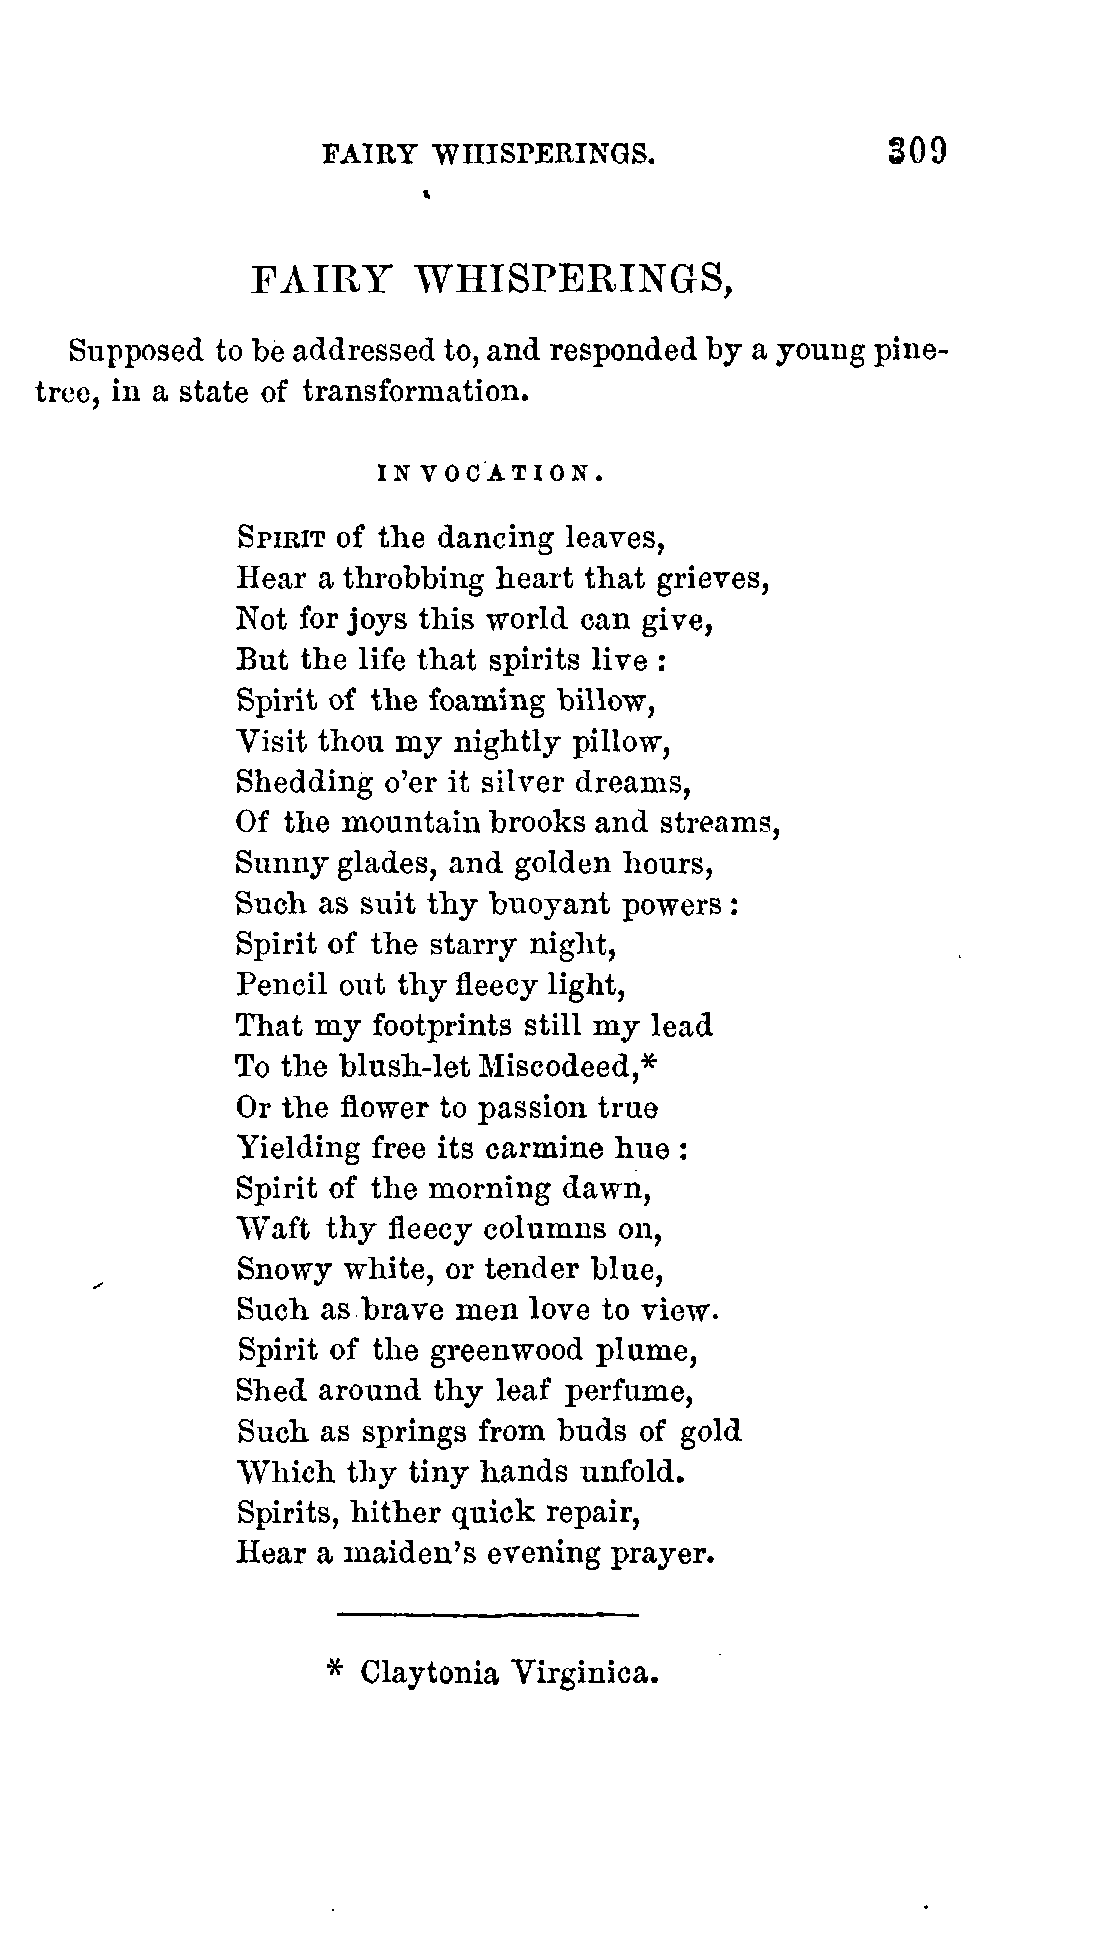 FAIRY WHISPERINGS. 309
FAIRY WHISPERINGS,
Supposed to be addressed to, and responded by a young pine-
tree, in a state of transformation.
INVOCATION.
SPIRIT of the dancing leaves,
Hear a throbbing heart that grieves,
Not for joys this world can give,
But the life that spirits live :
Spirit of the foaming billow,
Visit thou my nightly pillow,
Shedding o'er it silver dreams,
Of the mountain brooks and streams,
Sunny glades, and golden hours,
Such as suit thy buoyant powers :
Spirit of the starry night,
Pencil out thy fleecy light,
That my footprints still my lead
To the blush-let Miscodeed,*
Or the flower to passion true
Yielding free its carmine hue :
Spirit of the morning dawn,
Waft thy fleecy columns on,
Snowy white, or tender blue,
Such as brave men love to view.
Spirit of the greenwood plume,
Shed around thy leaf perfume,
Such as springs from buds of gold
Which thy tiny hands unfold.
Spirits, hither quick repair,
Hear a maiden's evening prayer.
* Claytonia Virginica.